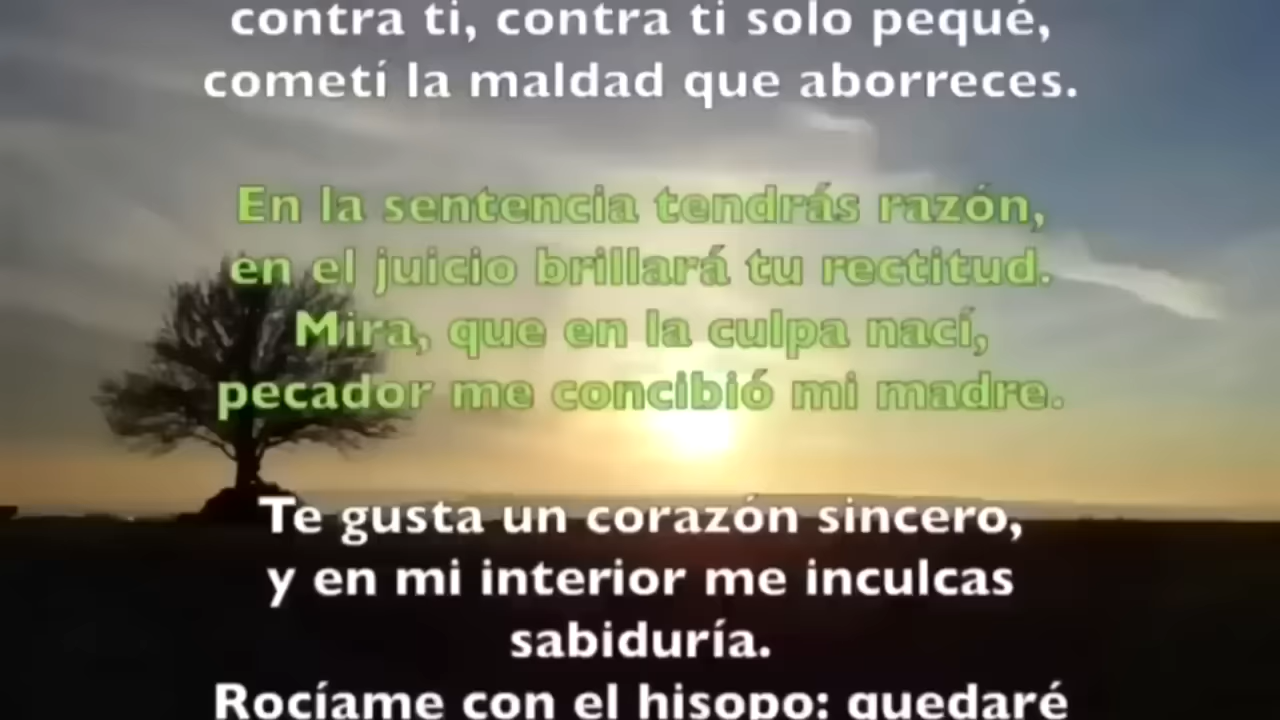 contra ti, contra ti solo pequé,
cometí la maldad que aborreces.
En la sentencia tendrás razón,
en el juicio brillará tu rectitud.
Mira, que en la culpa nací,
pecador me concibió mi madre.
Te gusta un corazón sincero,
y en mi interior me inculcas
sabiduría.
Rocíame con el hisopo: quedaré